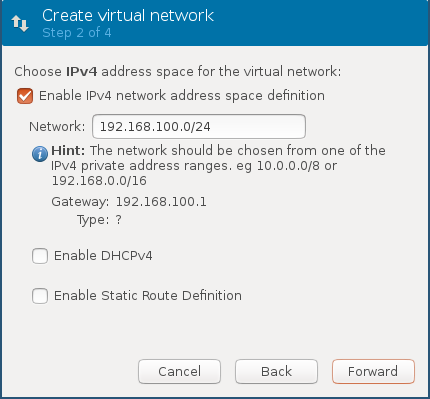 Create virtual network
Step 2 of 4
Choose IPv4 address space for the virtual network:
Enable IPv4 network address space definition
Network: 192.168.100.0/24
Hint: The network should be chosen from one of the
IPv4 private address ranges. eg 10.0.0.0/8 or
192.168.0.0/16
Gateway: 192.168.100.1
Type: ?
Enable DHCPv4
Enable Static Route Definition
Cancel Back Forward